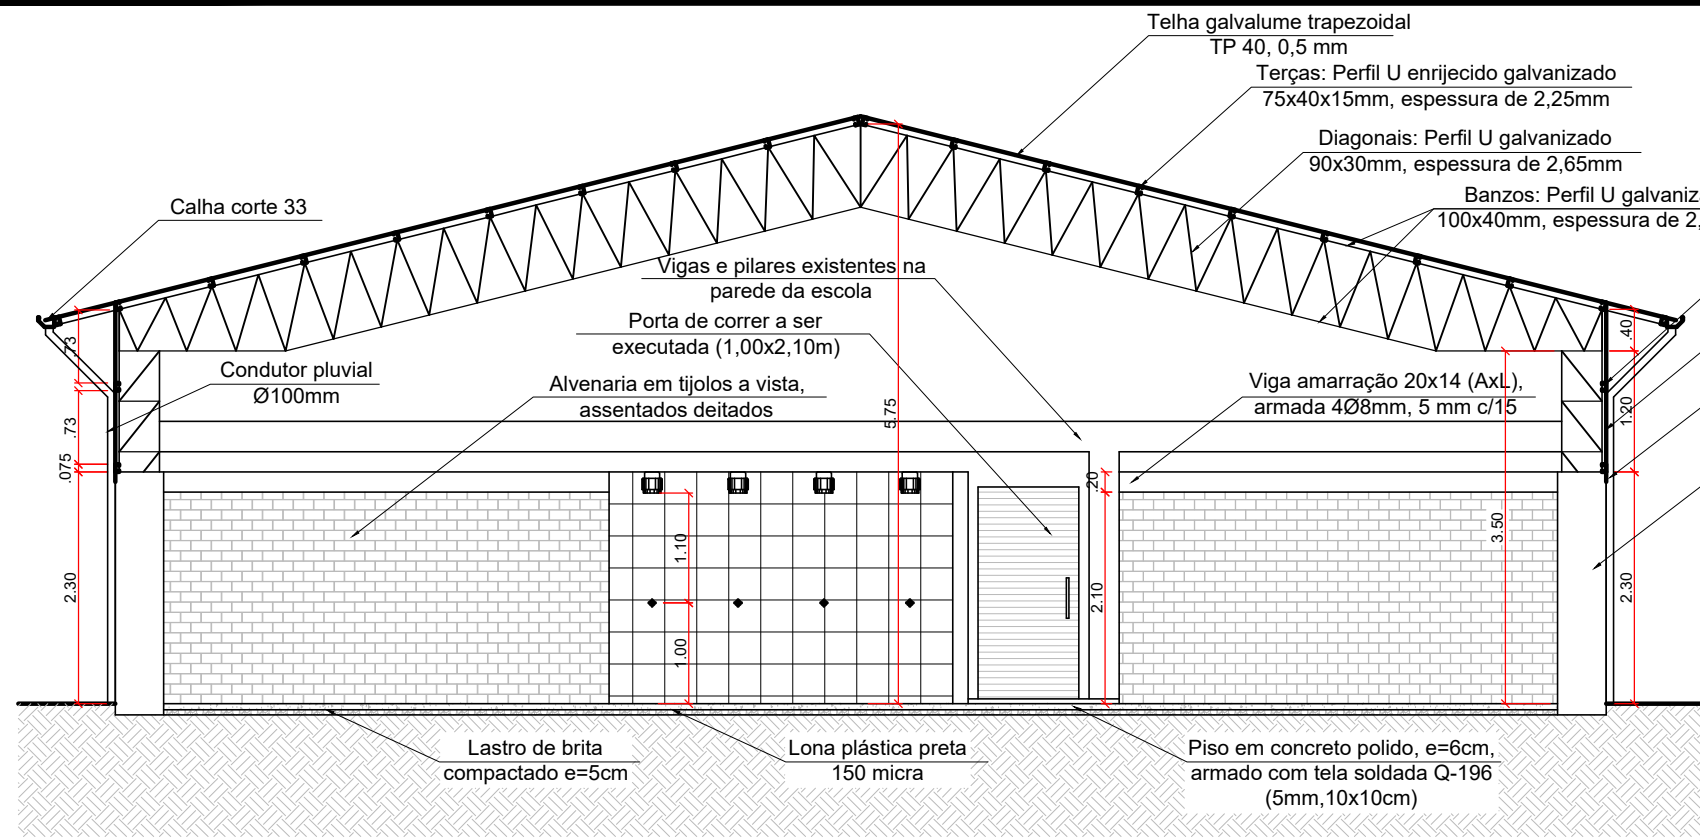 Telha galvalume trapezoidal
TP 40, 0,5 mm
Terças: Perfil U enrijecido galvanizado
75x40x15mm, espessura de 2,25mm
Diagonais: Perfil U galvanizado
90x30mm, espessura de 2,65mm
Banzos: Perfil U galvaniz
100x40mm, espessura de 2,
Calha corte 33
Vigas e pilares existentes na
parede da escola
Porta de correr a ser
executada (1,00x2,10m)
Condutor pluvial
Ø100mm
Alvenaria em tijolos a vista,
assentados deitados
Viga amarração 20x14 (AxL),
armada 4Ø8mm, 5 mm c/15
.73
.73
.075
2.30
5.75
1.10
1.00
.20
2.10
3.50
.40
1.20
2.30
Lastro de brita
compactado e=5cm
Lona plástica preta
150 micra
Piso em concreto polido, e=6cm,
armado com tela soldada Q-196
(5mm,10x10cm)